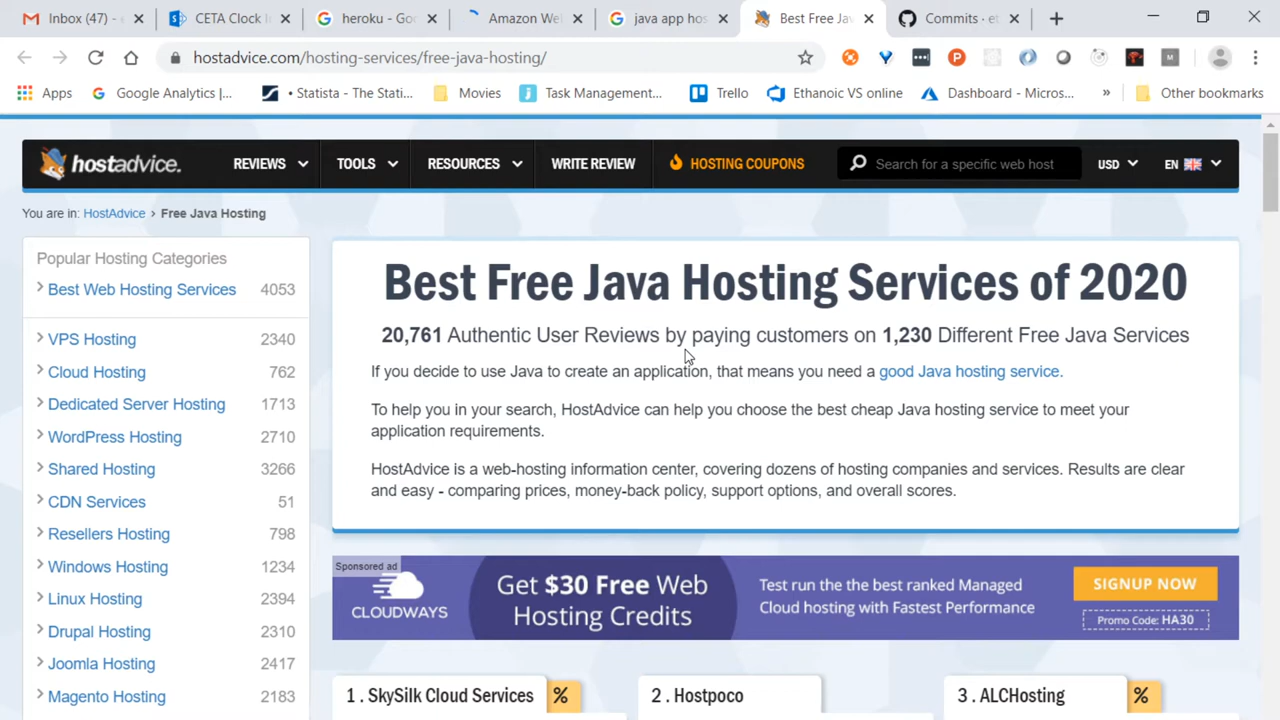 Inbox (47) - e
CETA Clock I
heroku - Goo
Amazon We
java app hos
Best Free Jav
Commits · et
hostadvice.com/hosting-services/free-java-hosting/
Apps
Google Analytics |...
• Statista - The Stati...
Movies
Task Management...
Trello
Ethanoic VS online
Dashboard - Micros...
»
Other bookmarks
hostadvice.
REVIEWS
TOOLS
RESOURCES
WRITE REVIEW
HOSTING COUPONS
Search for a specific web host
USD
EN
You are in: HostAdvice › Free Java Hosting
Popular Hosting Categories
Best Web Hosting Services 4053
VPS Hosting 2340
Cloud Hosting 762
Dedicated Server Hosting 1713
WordPress Hosting 2710
Shared Hosting 3266
CDN Services 51
Resellers Hosting 798
Windows Hosting 1234
Linux Hosting 2394
Drupal Hosting 2310
Joomla Hosting 2417
Magento Hosting 2183
Best Free Java Hosting Services of 2020
20,761 Authentic User Reviews by paying customers on 1,230 Different Free Java Services
If you decide to use Java to create an application, that means you need a good Java hosting service.
To help you in your search, HostAdvice can help you choose the best cheap Java hosting service to meet your
application requirements.
HostAdvice is a web-hosting information center, covering dozens of hosting companies and services. Results are clear
and easy - comparing prices, money-back policy, support options, and overall scores.
Sponsored ad
CLOUDWAYS
Get $30 Free Web
Hosting Credits
Test run the the best ranked Managed
Cloud hosting with Fastest Performance
SIGNUP NOW
Promo Code: HA30
1 . SkySilk Cloud Services %
2 . Hostpoco
3 . ALCHosting %